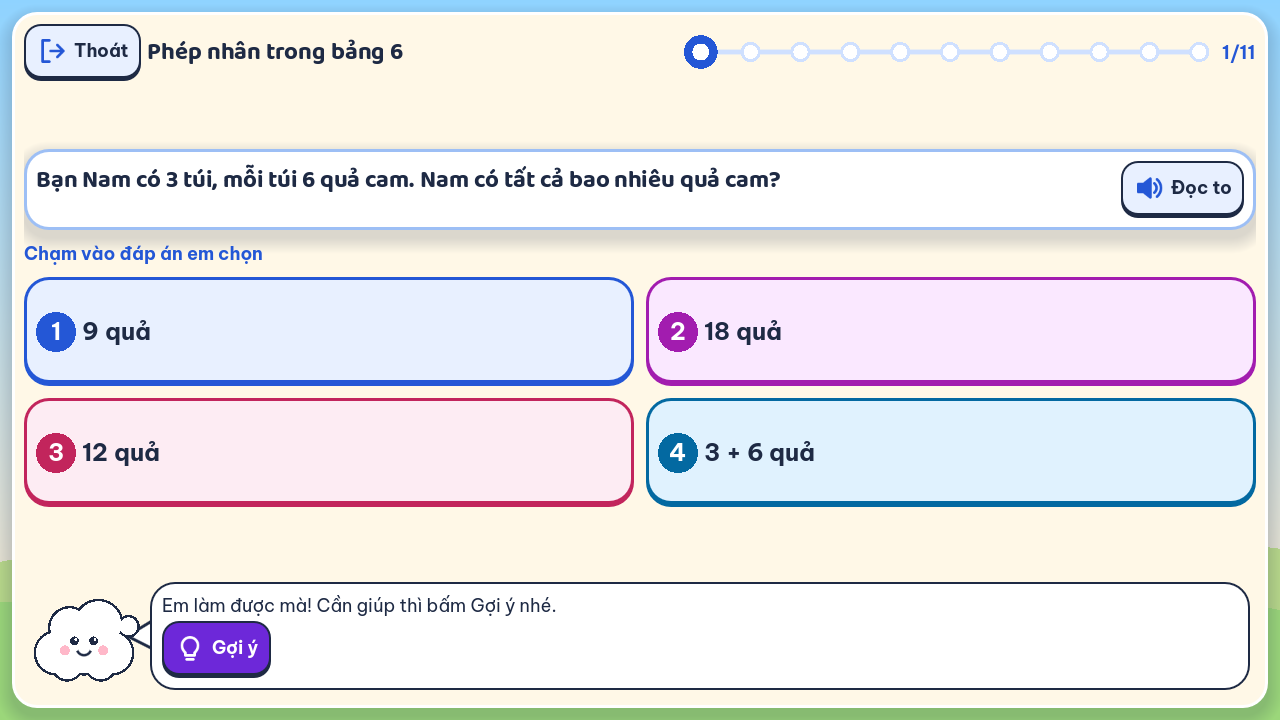 Thoát
Phép nhân trong bảng 6
1/11
Bạn Nam có 3 túi, mỗi túi 6 quả cam. Nam có tất cả bao nhiêu quả cam?
Đọc to
Chạm vào đáp án em chọn
1 9 quả
2 18 quả
3 12 quả
4 3 + 6 quả
Em làm được mà! Cần giúp thì bấm Gợi ý nhé.
Gợi ý